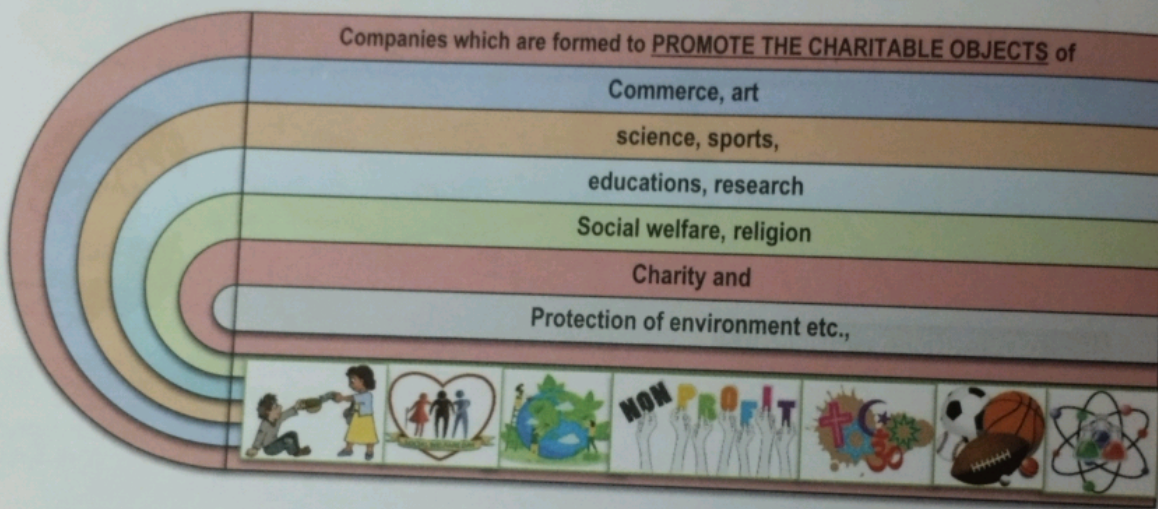 Companies which are formed to PROMOTE THE CHARITABLE OBJECTS of
Commerce, art
science, sports,
educations, research
Social welfare, religion
Charity and
Protection of environment etc.,
NON PROFIT